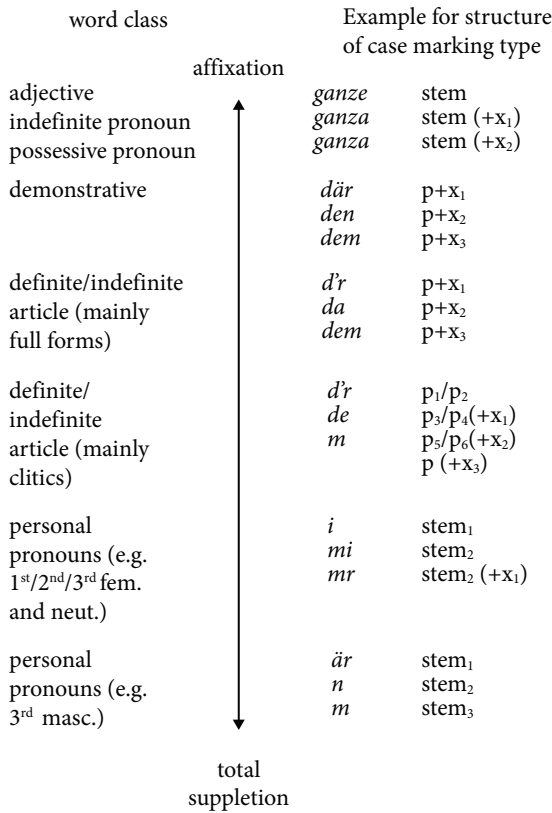 word class Example for structure
of case marking type
affixation
adjective ganze stem
indefinite pronoun ganza stem (+x₁)
possessive pronoun ganza stem (+x₂)
demonstrative där p+x₁
den p+x₂
dem p+x₃
definite/indefinite d'r p+x₁
article (mainly da p+x₂
full forms) dem p+x₃
definite/ d'r p₁/p₂
indefinite de p₃/p₄(+x₁)
article (mainly m p₅/p₆(+x₂)
clitics) p (+x₃)
personal i stem₁
pronouns (e.g. mi stem₂
1ˢᵗ/2ⁿᵈ/3ʳᵈ fem. mr stem₂ (+x₁)
and neut.)
personal är stem₁
pronouns (e.g. n stem₂
3ʳᵈ masc.) m stem₃
total
suppletion